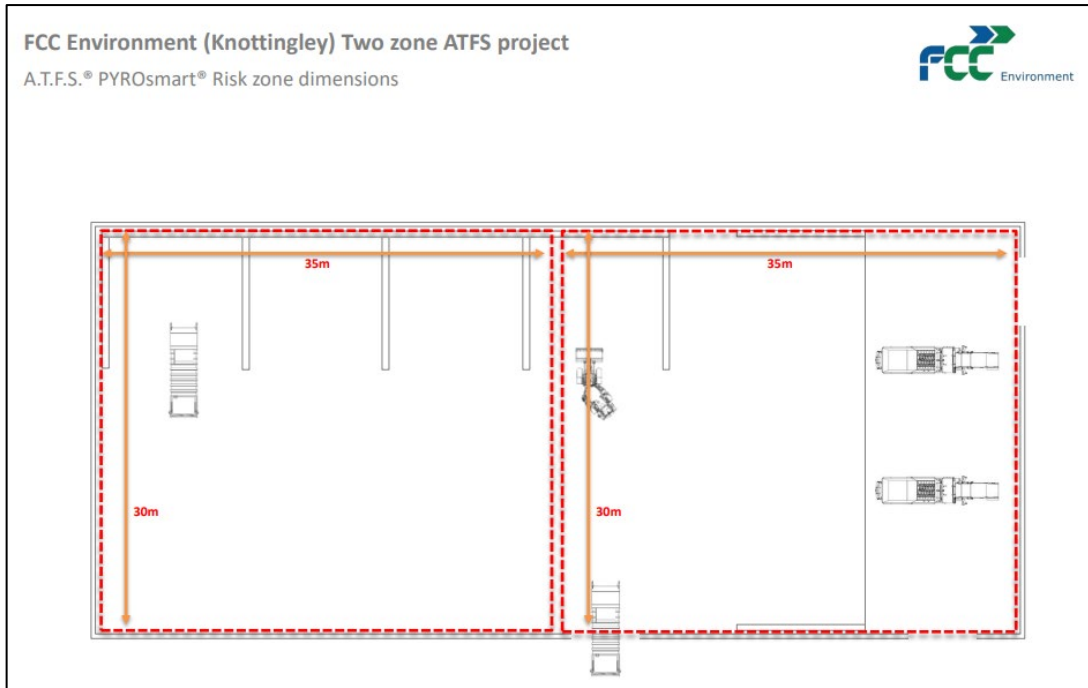 FCC Environment (Knottingley) Two zone ATFS project
A.T.F.S.® PYROsmart® Risk zone dimensions
FCC Environment
35m
35m
30m
30m